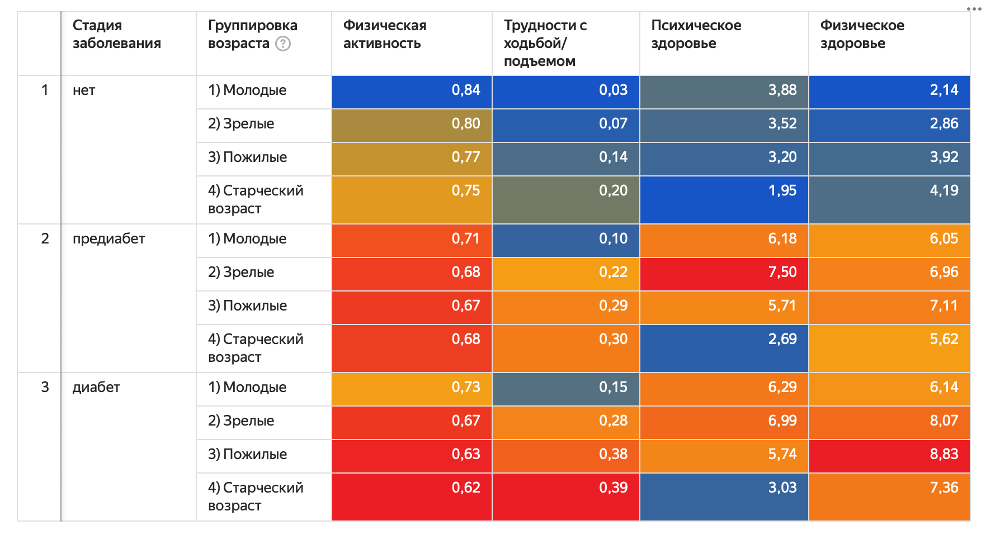 Стадия заболевания | Группировка возраста ? | Физическая активность | Трудности с ходьбой/подъемом | Психическое здоровье | Физическое здоровье
1 | нет | 1) Молодые | 0,84 | 0,03 | 3,88 | 2,14
2) Зрелые | 0,80 | 0,07 | 3,52 | 2,86
3) Пожилые | 0,77 | 0,14 | 3,20 | 3,92
4) Старческий возраст | 0,75 | 0,20 | 1,95 | 4,19
2 | предиабет | 1) Молодые | 0,71 | 0,10 | 6,18 | 6,05
2) Зрелые | 0,68 | 0,22 | 7,50 | 6,96
3) Пожилые | 0,67 | 0,29 | 5,71 | 7,11
4) Старческий возраст | 0,68 | 0,30 | 2,69 | 5,62
3 | диабет | 1) Молодые | 0,73 | 0,15 | 6,29 | 6,14
2) Зрелые | 0,67 | 0,28 | 6,99 | 8,07
3) Пожилые | 0,63 | 0,38 | 5,74 | 8,83
4) Старческий возраст | 0,62 | 0,39 | 3,03 | 7,36